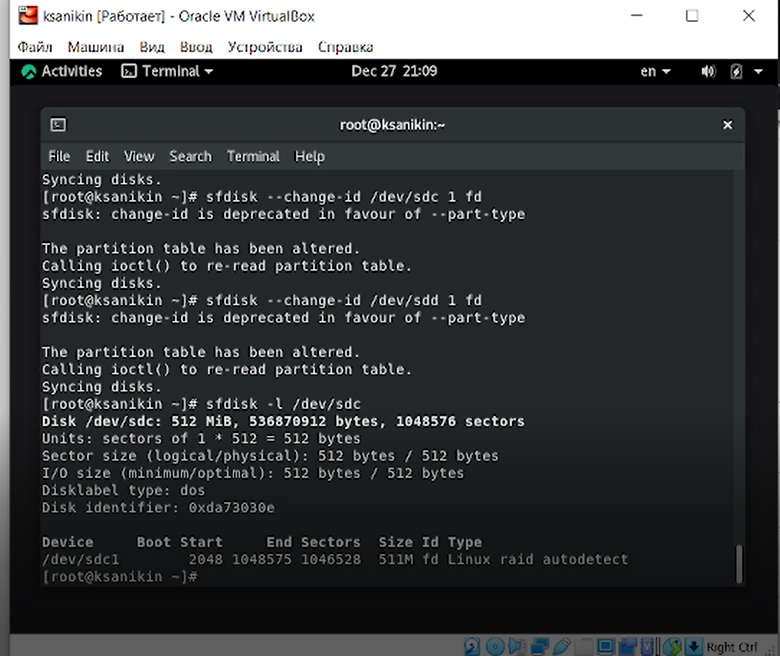 ksanikin [Работает] - Oracle VM VirtualBox
Файл Машина Вид Ввод Устройства Справка
Activities Terminal Dec 27 21:09 en
root@ksanikin:~
File Edit View Search Terminal Help
Syncing disks.
[root@ksanikin ~]# sfdisk --change-id /dev/sdc 1 fd
sfdisk: change-id is deprecated in favour of --part-type

The partition table has been altered.
Calling ioctl() to re-read partition table.
Syncing disks.
[root@ksanikin ~]# sfdisk --change-id /dev/sdd 1 fd
sfdisk: change-id is deprecated in favour of --part-type

The partition table has been altered.
Calling ioctl() to re-read partition table.
Syncing disks.
[root@ksanikin ~]# sfdisk -l /dev/sdc
Disk /dev/sdc: 512 MiB, 536870912 bytes, 1048576 sectors
Units: sectors of 1 * 512 = 512 bytes
Sector size (logical/physical): 512 bytes / 512 bytes
I/O size (minimum/optimal): 512 bytes / 512 bytes
Disklabel type: dos
Disk identifier: 0xda73030e

Device     Boot Start     End Sectors  Size Id Type
/dev/sdc1        2048 1048575 1046528  511M fd Linux raid autodetect
[root@ksanikin ~]#
Right Ctrl